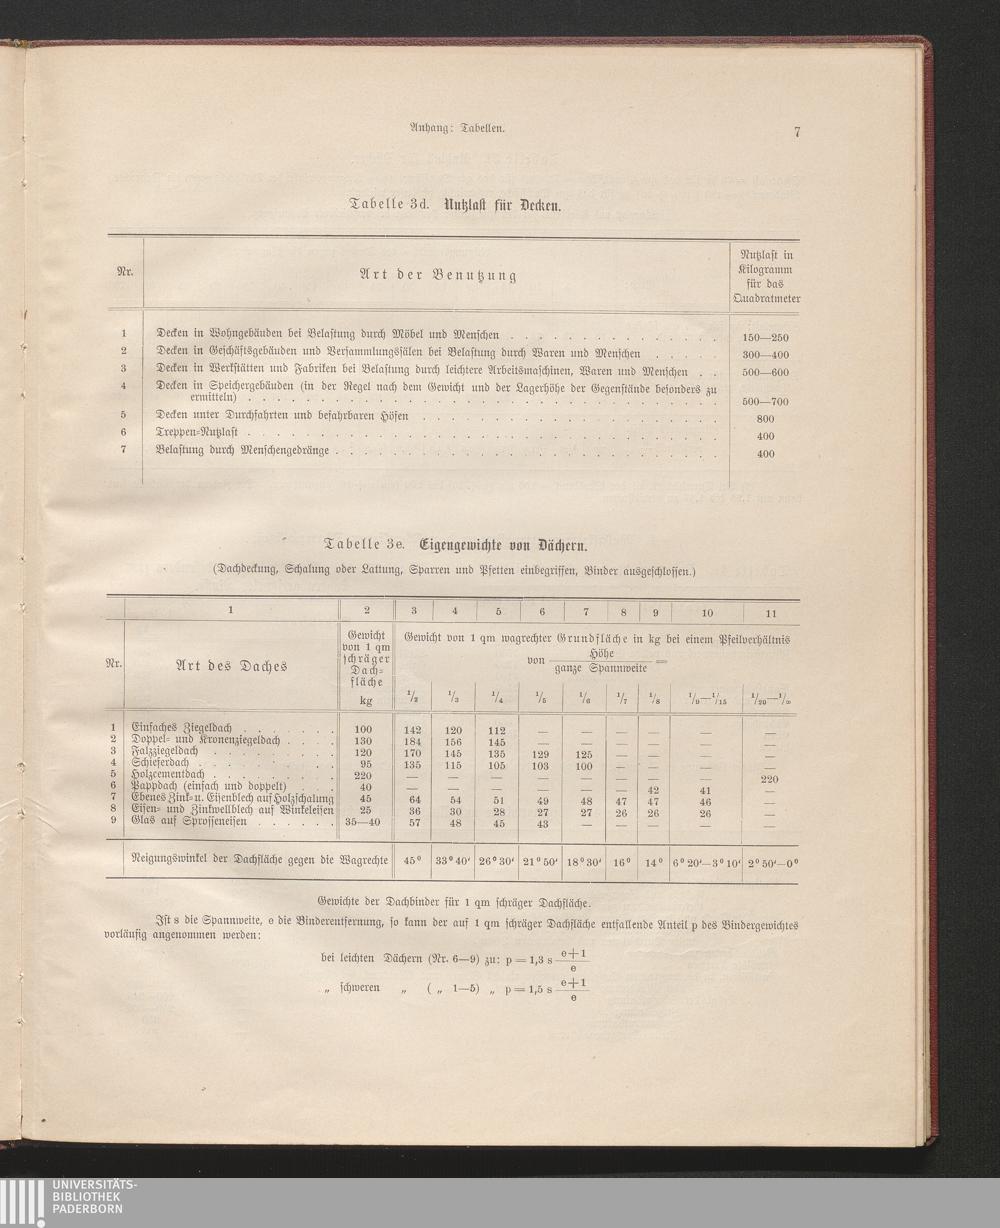 Anhang: Tabellen. 7
Tabelle 3d. Nutzlast für Decken.
Nr. Art der Benutzung Nutzlast in
Kilogramm
für das
Quadratmeter
1 Decken in Wohngebäuden bei Belastung durch Möbel und Menschen . . . . . . . . . . . . . . . 150—250
2 Decken in Geschäftsgebäuden und Versammlungssälen bei Belastung durch Waren und Menschen . . . . . 300—400
3 Decken in Werkstätten und Fabriken bei Belastung durch leichtere Arbeitsmaschinen, Waren und Menschen . . 500—600
4 Decken in Speichergebäuden (in der Regel nach dem Gewicht und der Lagerhöhe der Gegenstände besonders zu
ermitteln) . . . . . . . . . . . . . . . . . . . . . . . . . . . . . . . . . 500—700
5 Decken unter Durchfahrten und befahrbaren Höfen . . . . . . . . . . . . . . . . . . . . . 800
6 Treppen-Nutzlast . . . . . . . . . . . . . . . . . . . . . . . . . . . . . . . . . 400
7 Belastung durch Menschengedränge . . . . . . . . . . . . . . . . . . . . . . . . . . . 400
Tabelle 3e. Eigengewichte von Dächern.
(Dachdeckung, Schalung oder Lattung, Sparren und Pfetten einbegriffen, Binder ausgeschlossen.)
1 2 3 4 5 6 7 8 9 10 11
Nr. Art des Daches Gewicht
von 1 qm
schräger
Dach-
fläche
kg
Gewicht von 1 qm wagrechter Grundfläche in kg bei einem Pfeilverhältnis
von Höhe / ganze Spannweite =
1/2 1/3 1/4 1/5 1/6 1/7 1/8 1/9—1/15 1/20—1/∞
1 Einfaches Ziegeldach . . . . . . . 100 142 120 112 — — — — — —
2 Doppel- und Kronenziegeldach . . . . 130 184 156 145 — — — — — —
3 Falzziegeldach . . . . . . . . . 120 170 145 135 129 125 — — — —
4 Schieferdach . . . . . . . . . . 95 135 115 105 103 100 — — — —
5 Holzcementdach . . . . . . . . . 220 — — — — — — — — 220
6 Pappdach (einfach und doppelt) . . . 40 — — — — — — 42 41 —
7 Ebenes Zink- u. Eisenblech auf Holzschalung 45 64 54 51 49 48 47 47 46 —
8 Eisen- und Zinkwellblech auf Winkeleisen 25 36 30 28 27 27 26 26 26 —
9 Glas auf Sprosseneisen . . . . . . 35—40 57 48 45 43 — — — — —
Neigungswinkel der Dachfläche gegen die Wagrechte 45° 33° 40' 26° 30' 21° 50' 18° 30' 16° 14° 6° 20'—3° 10' 2° 50'—0°
Gewichte der Dachbinder für 1 qm schräger Dachfläche.
Ist s die Spannweite, e die Binderentfernung, so kann der auf 1 qm schräger Dachfläche entfallende Anteil p des Bindergewichtes
vorläufig angenommen werden:
bei leichten Dächern (Nr. 6—9) zu: p = 1,3 s (e+1)/e
„ schweren „ ( „ 1—5) „ p = 1,5 s (e+1)/e
UNIVERSITÄTS-
BIBLIOTHEK
PADERBORN